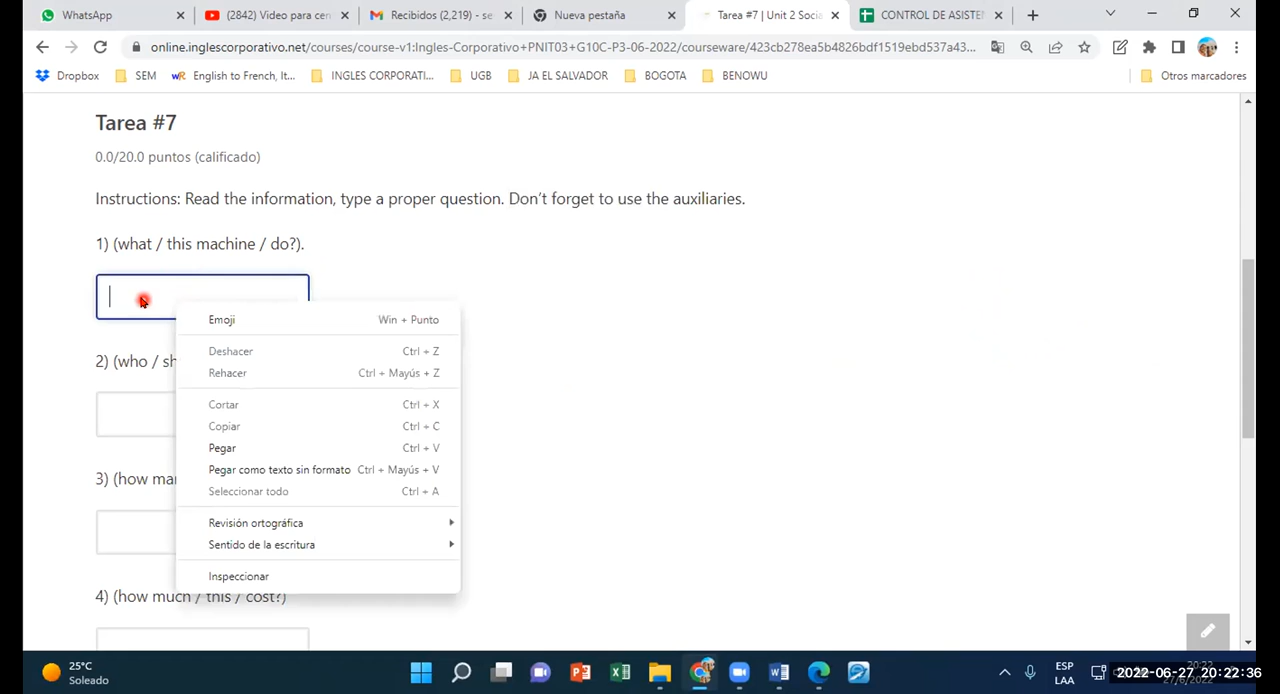 WhatsApp
(2842) Video para cen
Recibidos (2,219) - se
Nueva pestaña
Tarea #7 | Unit 2 Socia
CONTROL DE ASISTEN
online.inglescorporativo.net/courses/course-v1:Ingles-Corporativo+PNIT03+G10C-P3-06-2022/courseware/423cb278ea5b4826bdf1519ebd537a43...
Dropbox
SEM
English to French, It...
INGLES CORPORATI...
UGB
JA EL SALVADOR
BOGOTA
BENOWU
Otros marcadores
Tarea #7
0.0/20.0 puntos (calificado)
Instructions: Read the information, type a proper question. Don't forget to use the auxiliaries.
1) (what / this machine / do?).
Emoji Win + Punto
Deshacer Ctrl + Z
Rehacer Ctrl + Mayús + Z
Cortar Ctrl + X
Copiar Ctrl + C
Pegar Ctrl + V
Pegar como texto sin formato Ctrl + Mayús + V
Seleccionar todo Ctrl + A
Revisión ortográfica
Sentido de la escritura
Inspeccionar
2) (who / sh
3) (how mar
4) (how much / this / cost?)
25°C
Soleado
ESP
LAA
2022-06-27 20:22:36